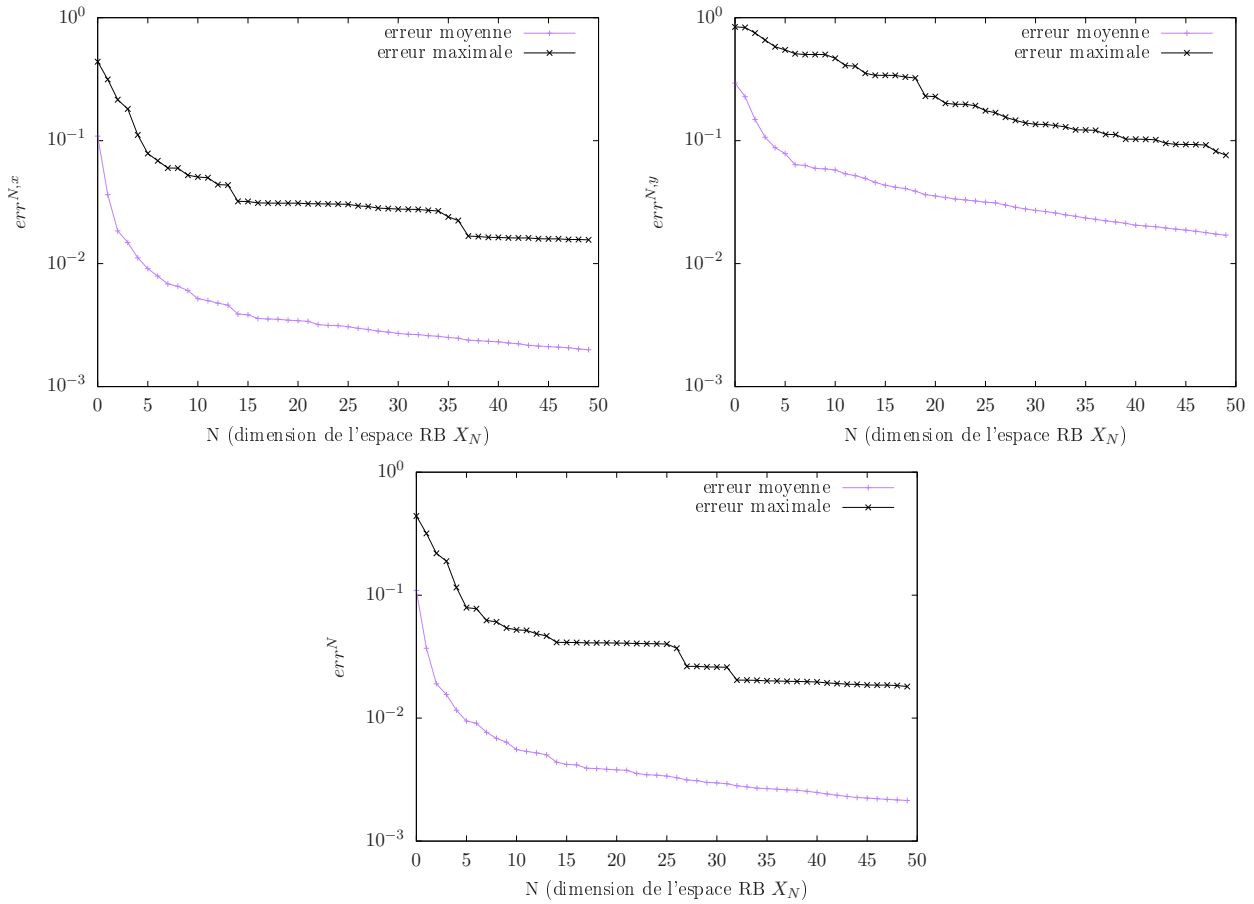 10^0
10^{-1}
10^{-2}
10^{-3}
err^{N,x}
erreur moyenne
erreur maximale
0 5 10 15 20 25 30 35 40 45 50
N (dimension de l'espace RB X_N)
10^0
10^{-1}
10^{-2}
10^{-3}
err^{N,y}
erreur moyenne
erreur maximale
0 5 10 15 20 25 30 35 40 45 50
N (dimension de l'espace RB X_N)
10^0
10^{-1}
10^{-2}
10^{-3}
err^N
erreur moyenne
erreur maximale
0 5 10 15 20 25 30 35 40 45 50
N (dimension de l'espace RB X_N)